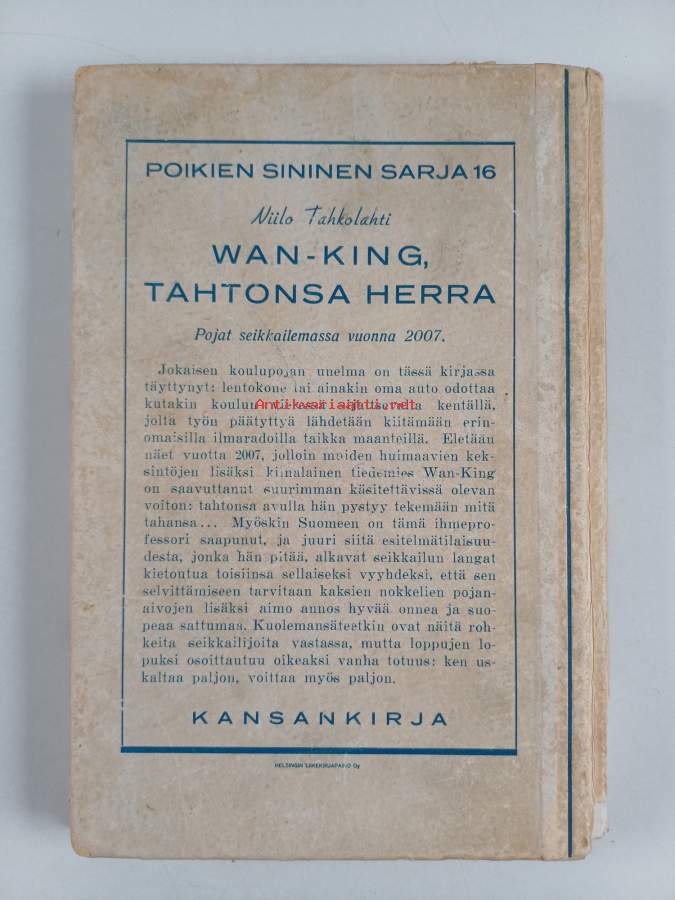 POIKIEN SININEN SARJA 16
Niilo Tahkolahti
WAN-KING,
TAHTONSA HERRA
Pojat seikkailemassa vuonna 2007.
Jokaisen koulupojan unelma on tässä kirjassa
täyttynyt: lentokone tai ainakin oma auto odottaa
kutakin koulun
kentällä,
Antikvariaatti.net
jolta työn päätyttyä lähdetään kiitämään erin-
omaisilla ilmaradoilla taikka maanteillä. Eletään
näet vuotta 2007, jolloin muiden huimaavien kek-
sintöjen lisäksi kiinalainen tiedemies Wan-King
on saavuttanut suurimman käsitettävissä olevan
voiton: tahtonsa avulla hän pystyy tekemään mitä
tahansa... Myöskin Suomeen on tämä ihmepro-
fessori saapunut, ja juuri siitä esitelmätilaisuu-
desta, jonka hän pitää, alkavat seikkailun langat
kietoutua toisiinsa sellaiseksi vyyhdeksi, että sen
selvittämiseen tarvitaan kaksien nokkelien pojan-
aivojen lisäksi aimo annos hyvää onnea ja suo-
peaa sattumaa. Kuolemansäteetkin ovat näitä roh-
keita seikkailijoita vastassa, mutta loppujen lo-
puksi osoittautuu oikeaksi vanha totuus: ken us-
kaltaa paljon, voittaa myös paljon.
KANSANKIRJA
HELSINGIN LIIKEKIRJAPAINO Oy